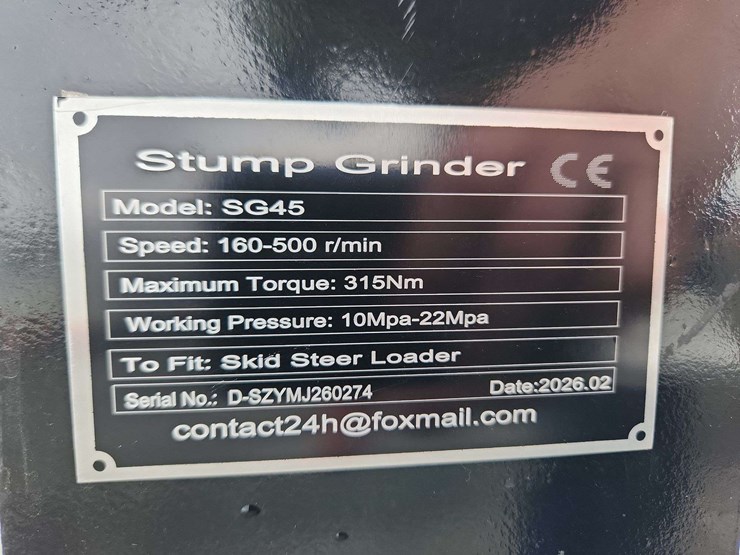 Stump Grinder CE
Model: SG45
Speed: 160-500 r/min
Maximum Torque: 315Nm
Working Pressure: 10Mpa-22Mpa
To Fit: Skid Steer Loader
Serial No.: D-SZYMJ260274 Date:2026.02
contact24h@foxmail.com